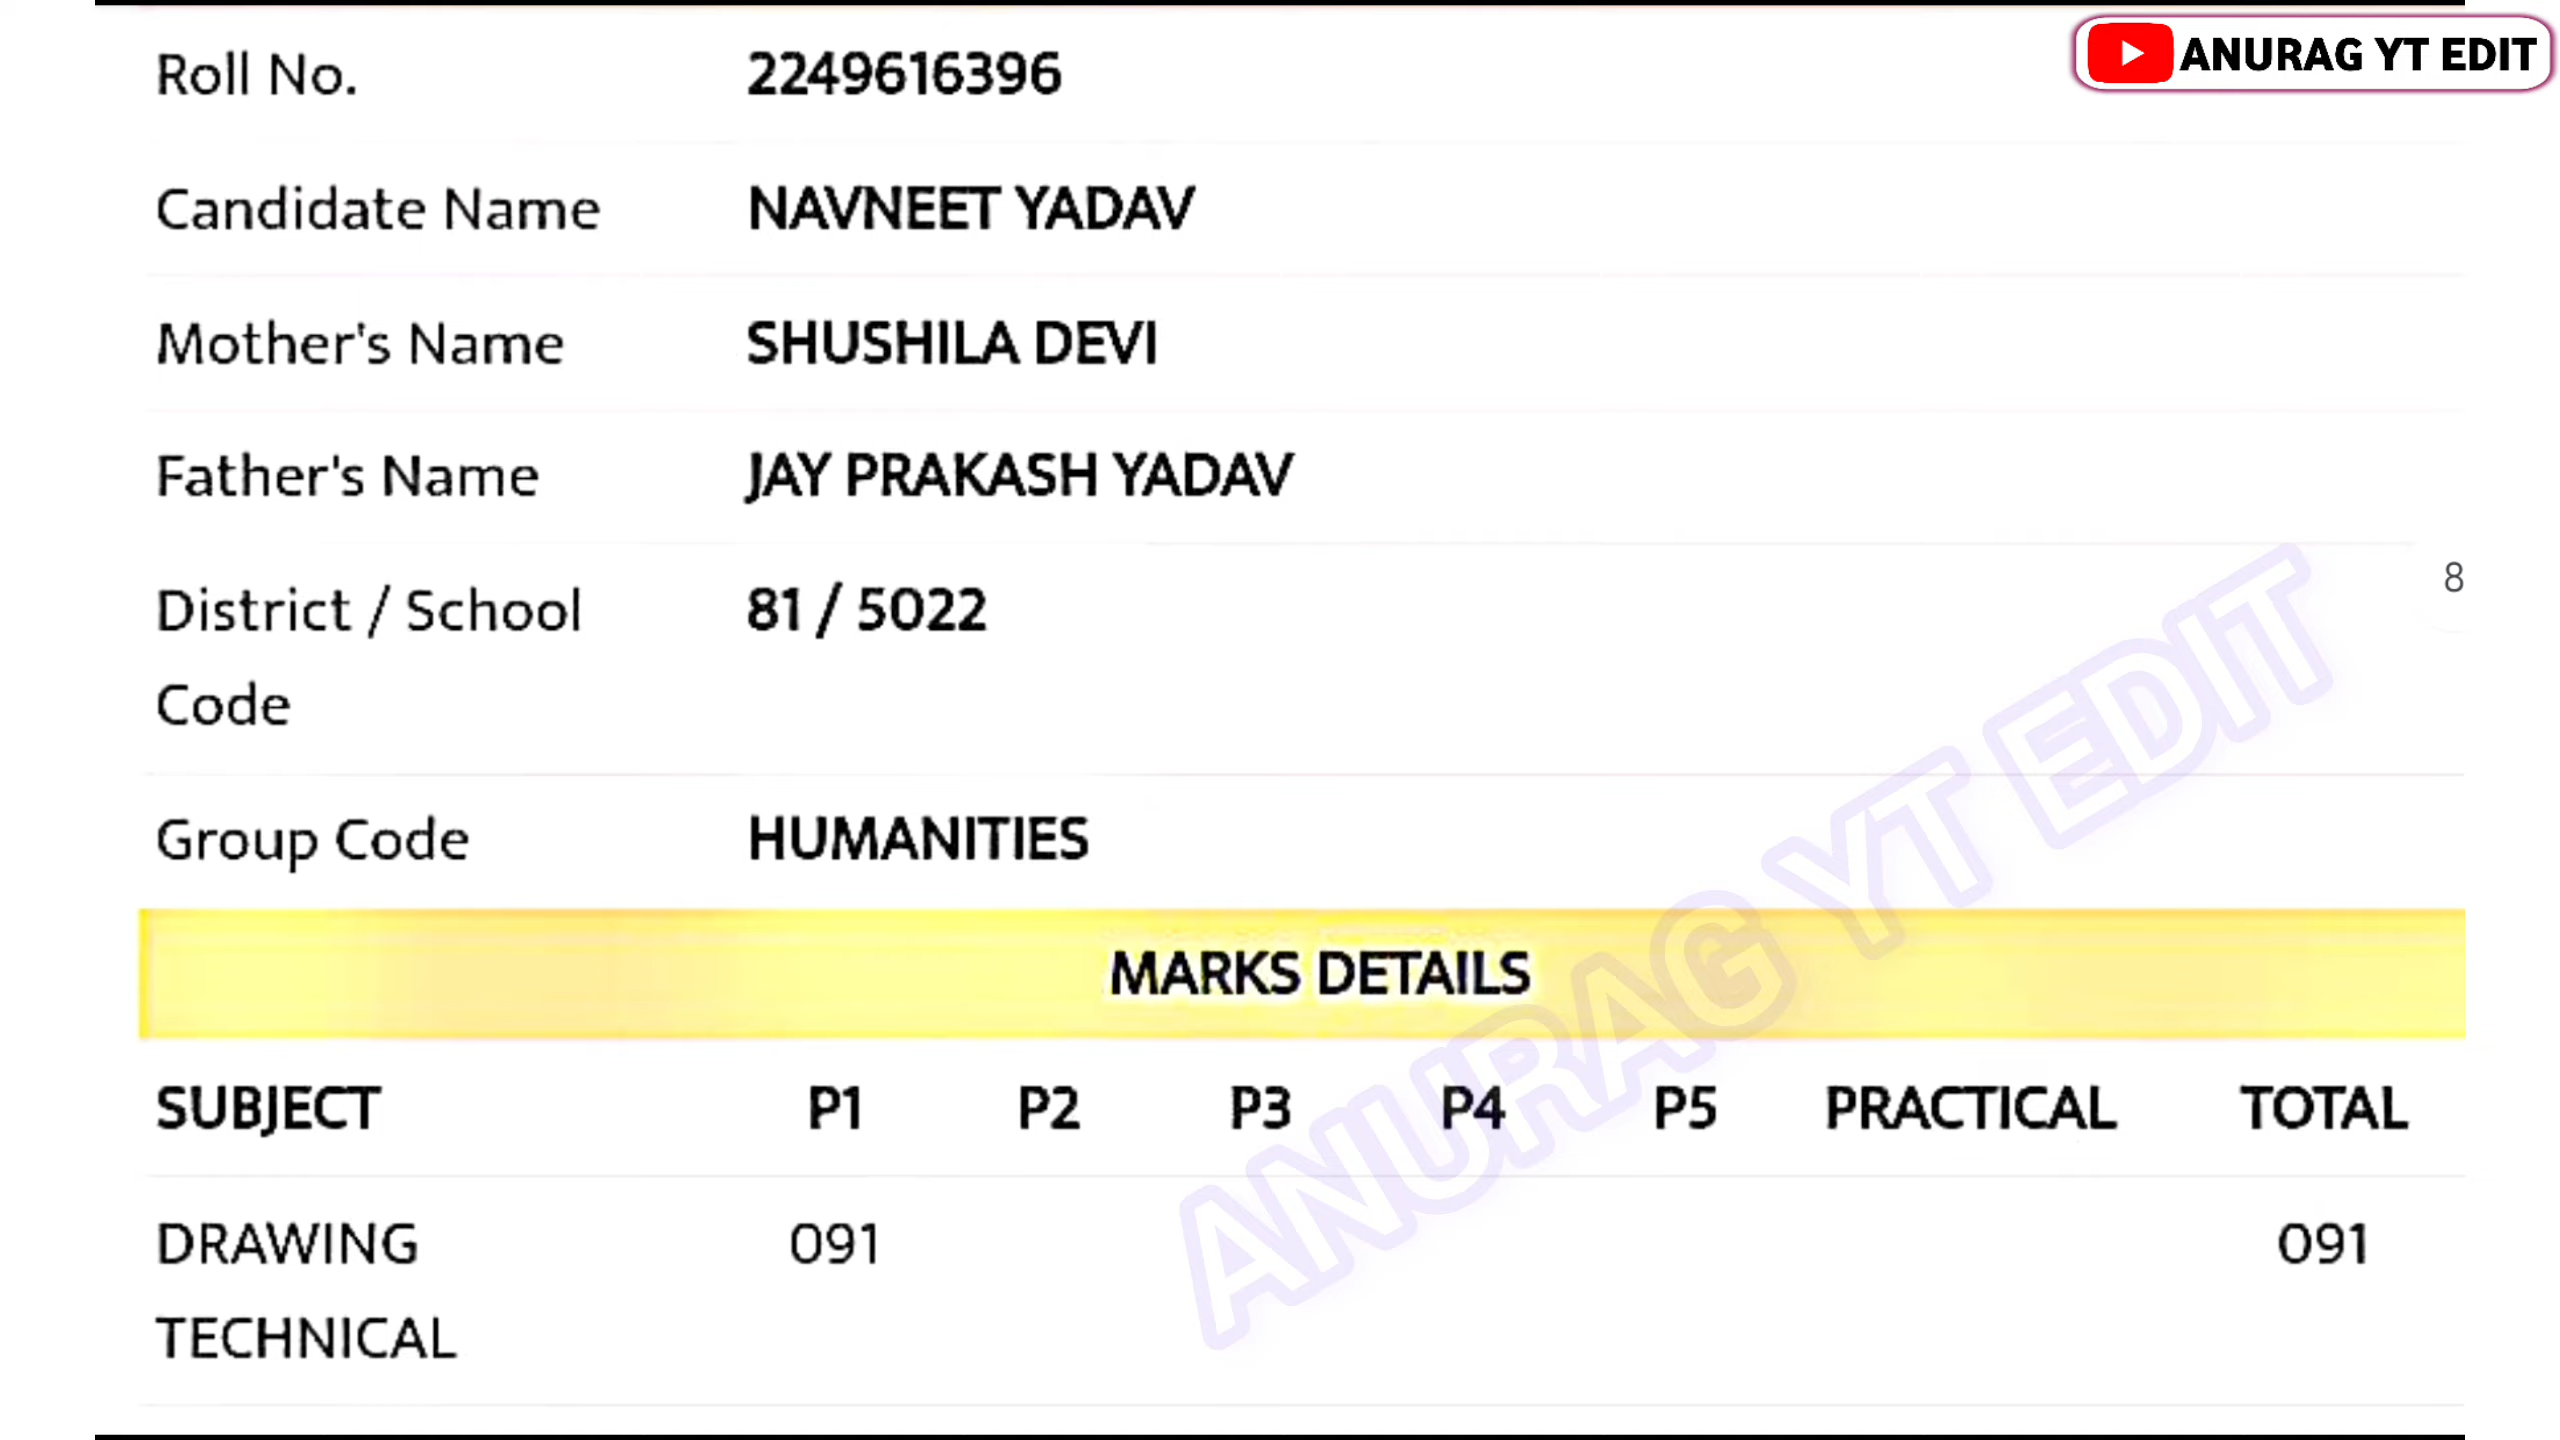 ANURAG YT EDIT
Roll No. 2249616396
Candidate Name NAVNEET YADAV
Mother's Name SHUSHILA DEVI
Father's Name JAY PRAKASH YADAV
District / School 81 / 5022
Code
8
Group Code HUMANITIES
MARKS DETAILS
SUBJECT P1 P2 P3 P4 P5 PRACTICAL TOTAL
DRAWING 091 091
TECHNICAL
ANURAG YT EDIT